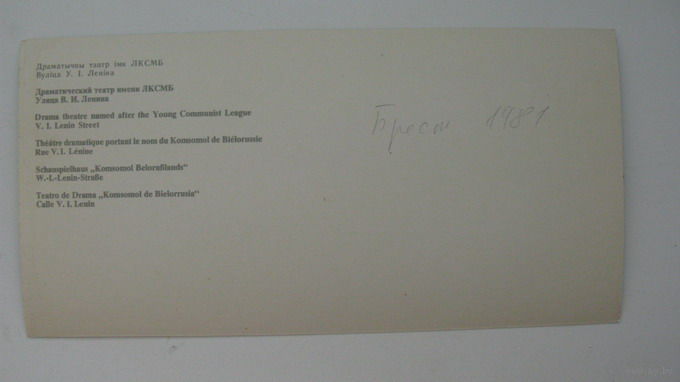 Драматычны тэатр імя ЛКСМБ
Вуліца У. І. Леніна
Драматический театр имени ЛКСМБ
Улица В. И. Ленина
Drama theatre named after the Young Communist League
V. I. Lenin Street
Théâtre dramatique portant le nom du Komsomol de Biélorussie
Rue V. I. Lénine
Schauspielhaus „Komsomol Beloraßlands“
W.-I.-Lenin-Straße
Teatro de Drama „Komsomol de Bielorrusia“
Calle V. I. Lenin
Брест 1981